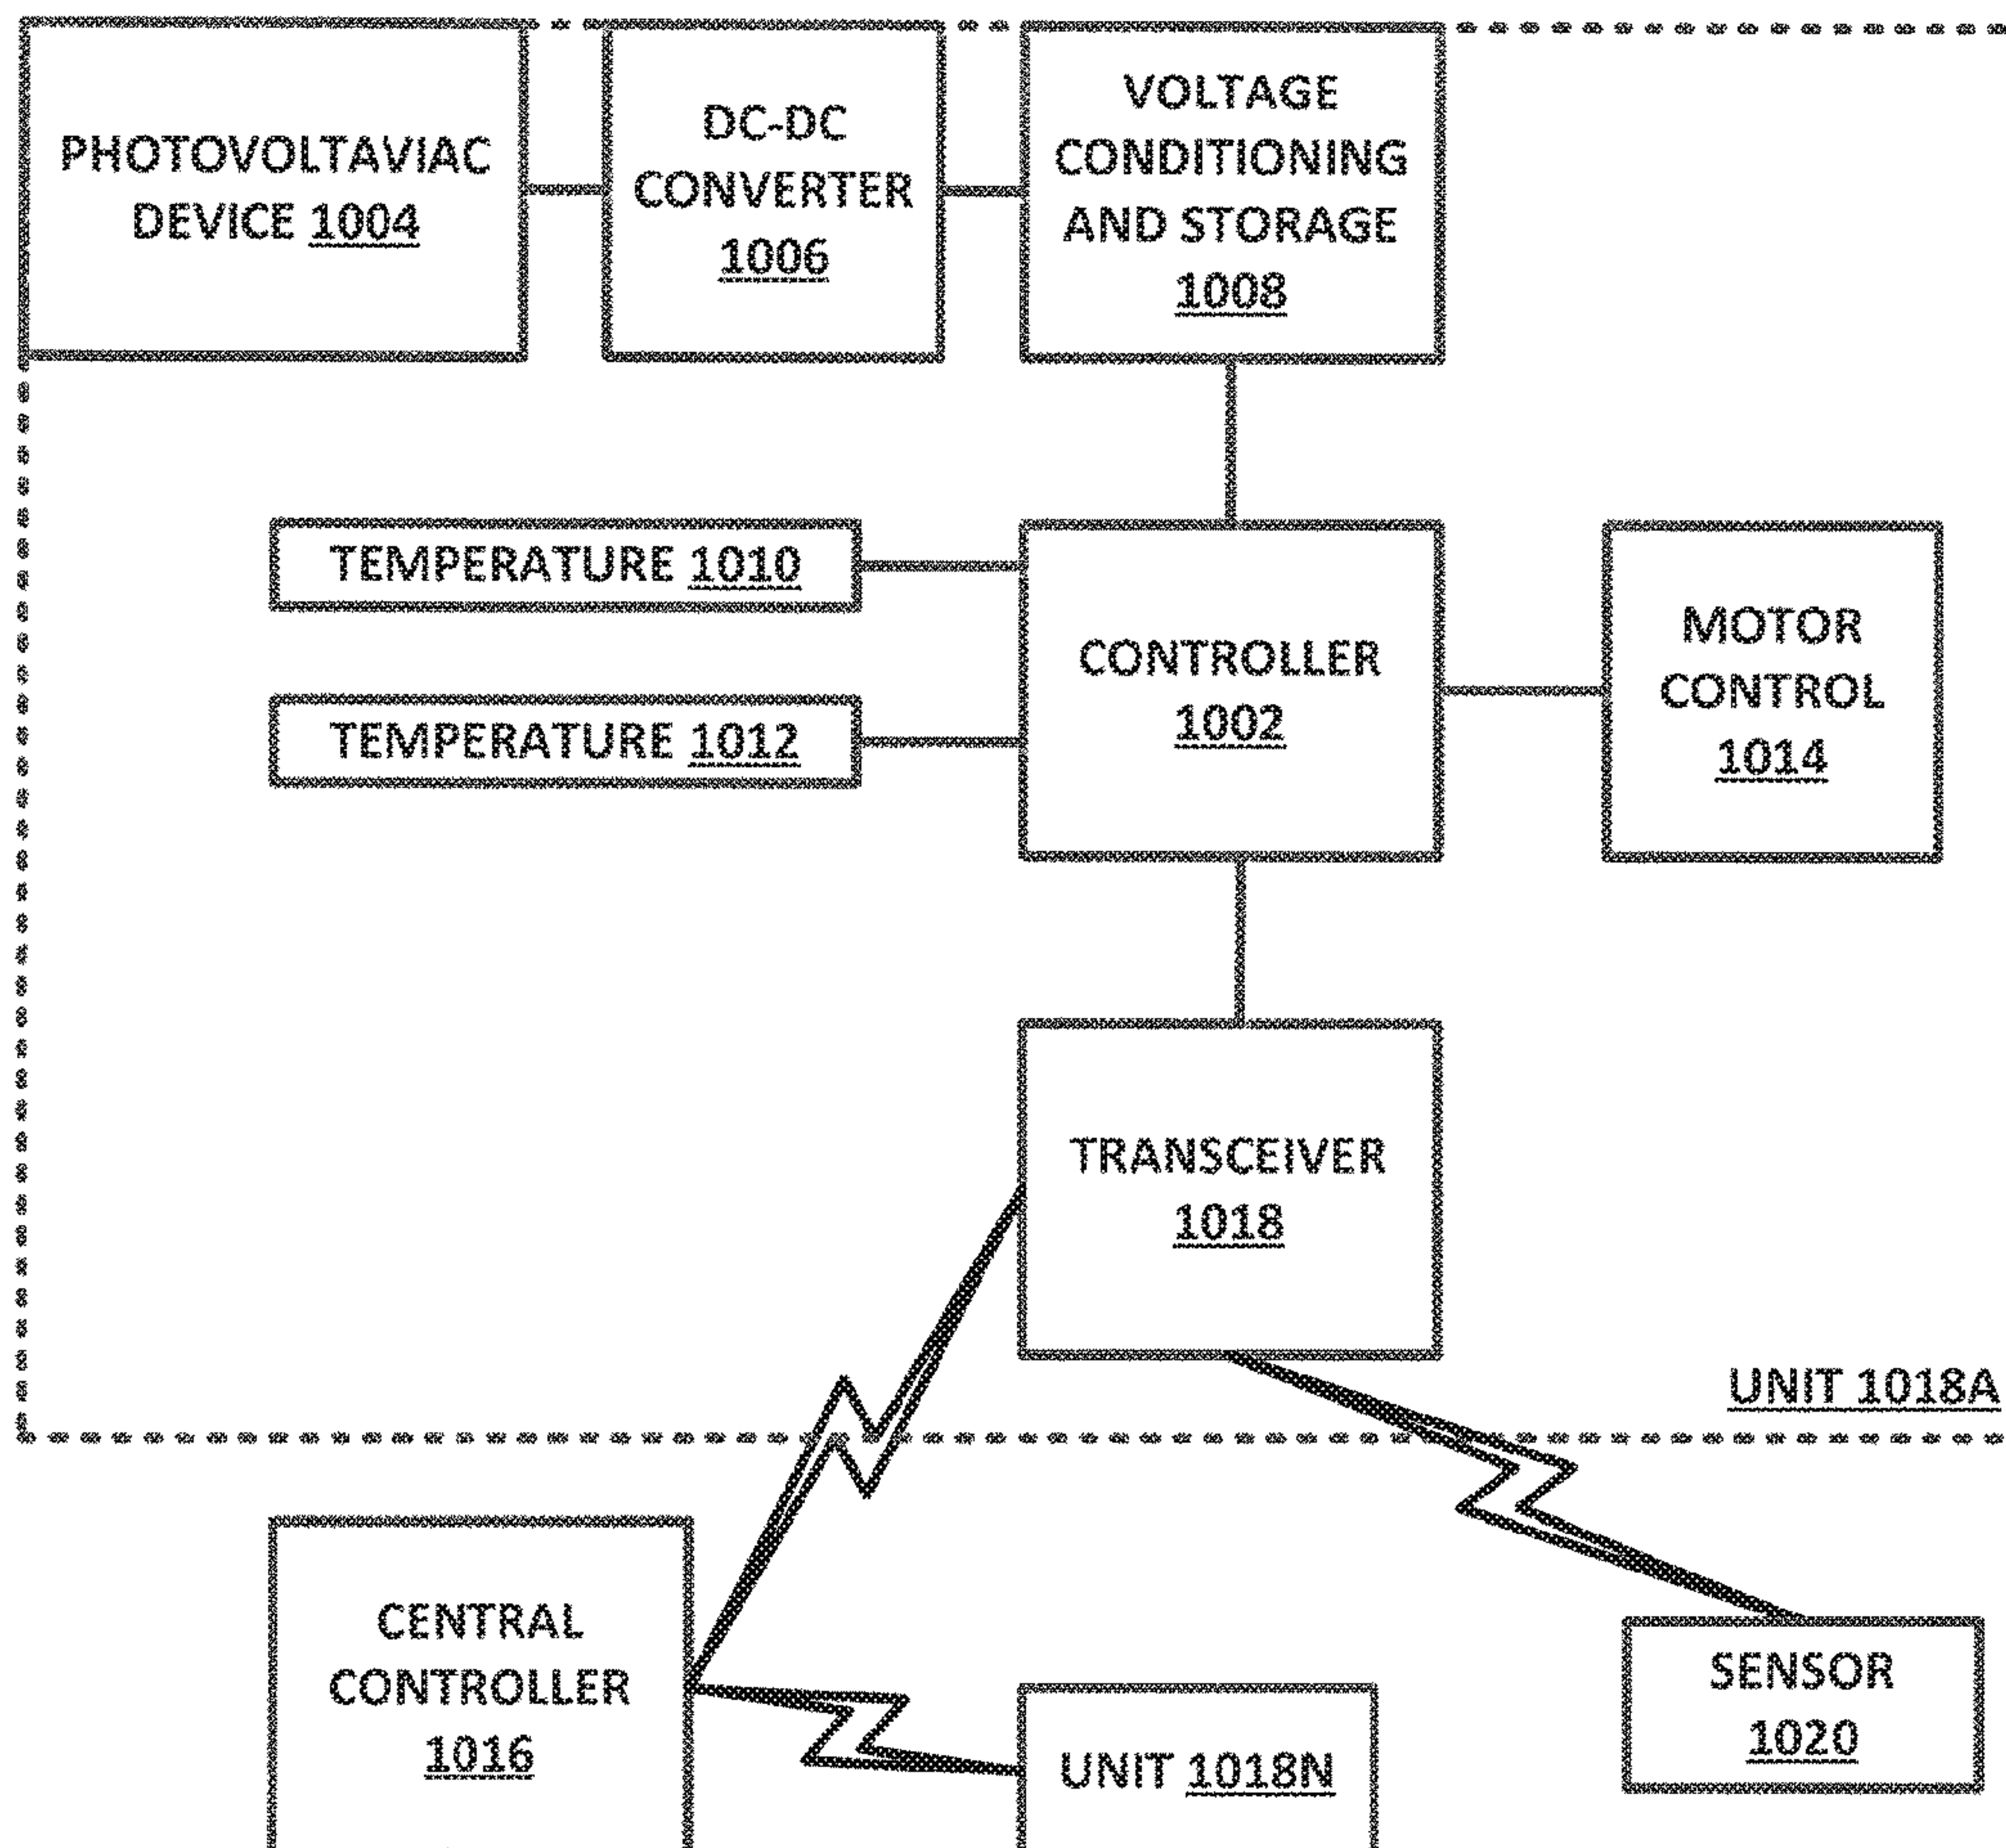 PHOTOVOLTAVIAC
DEVICE 1004
DC-DC
CONVERTER
1006
VOLTAGE
CONDITIONING
AND STORAGE
1008
TEMPERATURE 1010
TEMPERATURE 1012
CONTROLLER
1002
MOTOR
CONTROL
1014
TRANSCEIVER
1018
UNIT 1018A
CENTRAL
CONTROLLER
1016
UNIT 1018N
SENSOR
1020